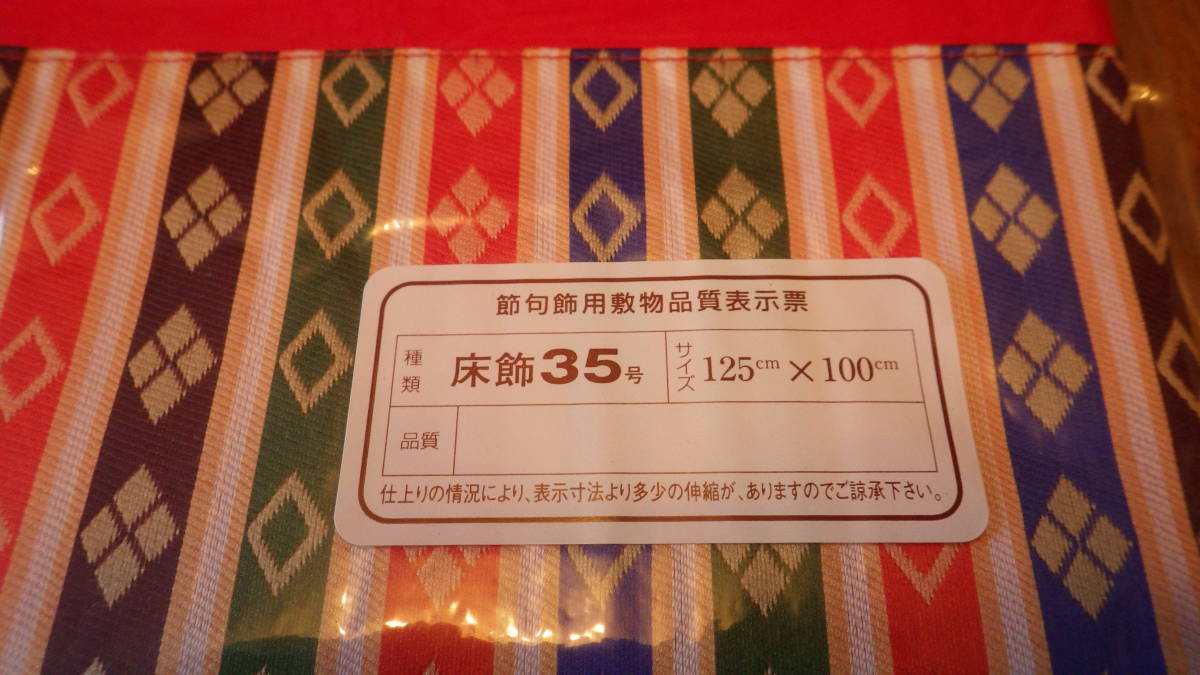 節句飾用敷物品質表示票
種類 床飾35号 サイズ 125cm×100cm
品質
仕上りの情況により、表示寸法より多少の伸縮が、ありますのでご諒承下さい。